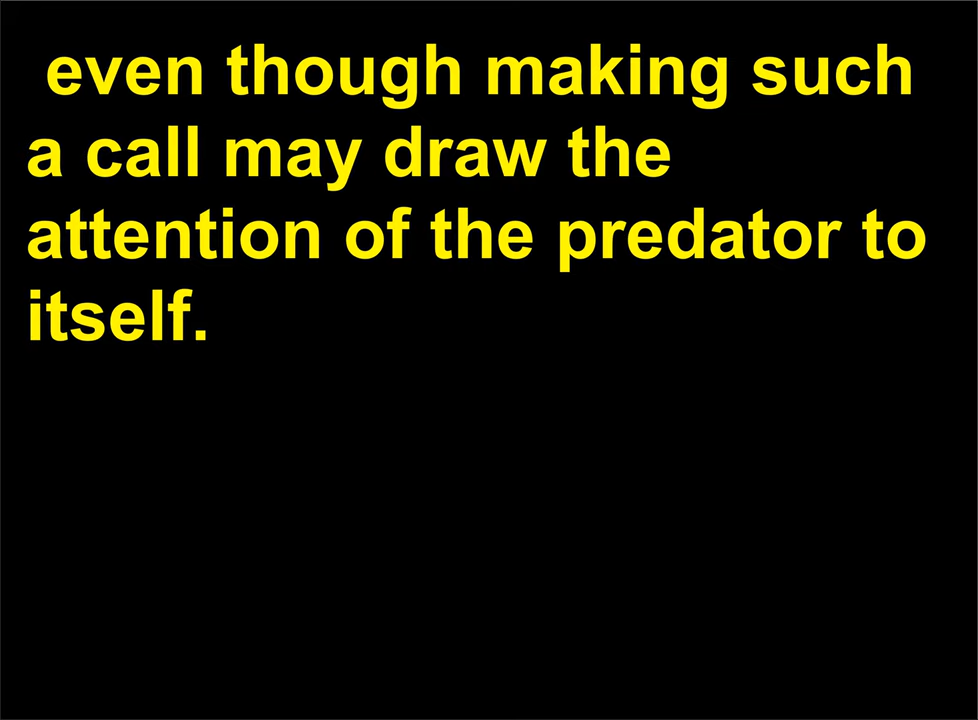 even though making such
a call may draw the
attention of the predator to
itself.